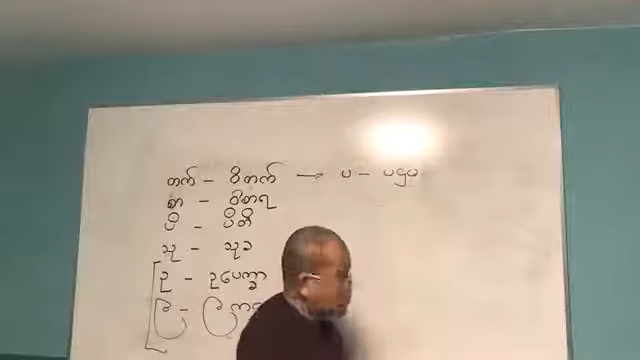 တက် – ဝိတက် → ပ – ပဌမ
စာ – ဝိစာရ
ပီ – ပီတိ
သု – သုခ
ဥ – ဥပေက္ခာ